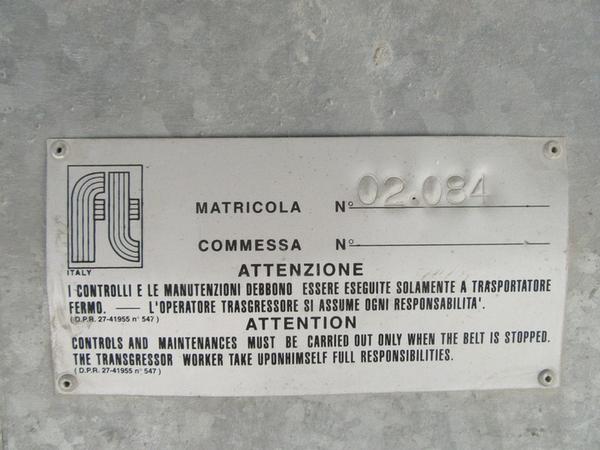 ft
ITALY
MATRICOLA N° 02.084
COMMESSA N°
ATTENZIONE
I CONTROLLI E LE MANUTENZIONI DEBBONO ESSERE ESEGUITE SOLAMENTE A TRASPORTATORE
FERMO. — L'OPERATORE TRASGRESSORE SI ASSUME OGNI RESPONSABILITA'.
( D.P.R. 27-41955 n° 547 )
ATTENTION
CONTROLS AND MAINTENANCES MUST BE CARRIED OUT ONLY WHEN THE BELT IS STOPPED.
THE TRANSGRESSOR WORKER TAKE UPONHIMSELF FULL RESPONSIBILITIES.
( D.P.R. 27-41955 n° 547 )